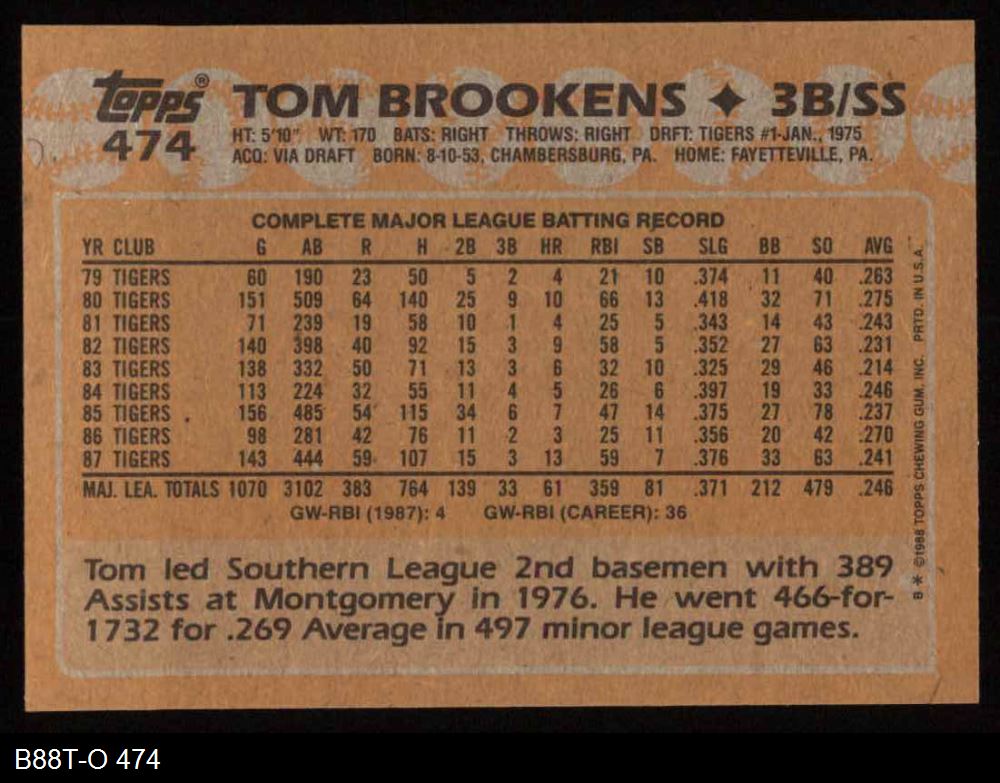 Topps®
474
TOM BROOKENS ✦ 3B/SS
HT: 5'10" WT: 170 BATS: RIGHT THROWS: RIGHT DRFT: TIGERS #1-JAN., 1975
ACQ: VIA DRAFT BORN: 8-10-53, CHAMBERSBURG, PA. HOME: FAYETTEVILLE, PA.
COMPLETE MAJOR LEAGUE BATTING RECORD
YR CLUB G AB R H 2B 3B HR RBI SB SLG BB SO AVG
79 TIGERS 60 190 23 50 5 2 4 21 10 .374 11 40 .263
80 TIGERS 151 509 64 140 25 9 10 66 13 .418 32 71 .275
81 TIGERS 71 239 19 58 10 1 4 25 5 .343 14 43 .243
82 TIGERS 140 398 40 92 15 3 9 58 5 .352 27 63 .231
83 TIGERS 138 332 50 71 13 3 6 32 10 .325 29 46 .214
84 TIGERS 113 224 32 55 11 4 5 26 6 .397 19 33 .246
85 TIGERS 156 485 54 115 34 6 7 47 14 .375 27 78 .237
86 TIGERS 98 281 42 76 11 2 3 25 11 .356 20 42 .270
87 TIGERS 143 444 59 107 15 3 13 59 7 .376 33 63 .241
MAJ. LEA. TOTALS 1070 3102 383 764 139 33 61 359 81 .371 212 479 .246
GW-RBI (1987): 4 GW-RBI (CAREER): 36
Tom led Southern League 2nd basemen with 389
Assists at Montgomery in 1976. He went 466-for-
1732 for .269 Average in 497 minor league games.
B * ©1988 TOPPS CHEWING GUM, INC. PRTD. IN U.S.A.
B88T-O 474